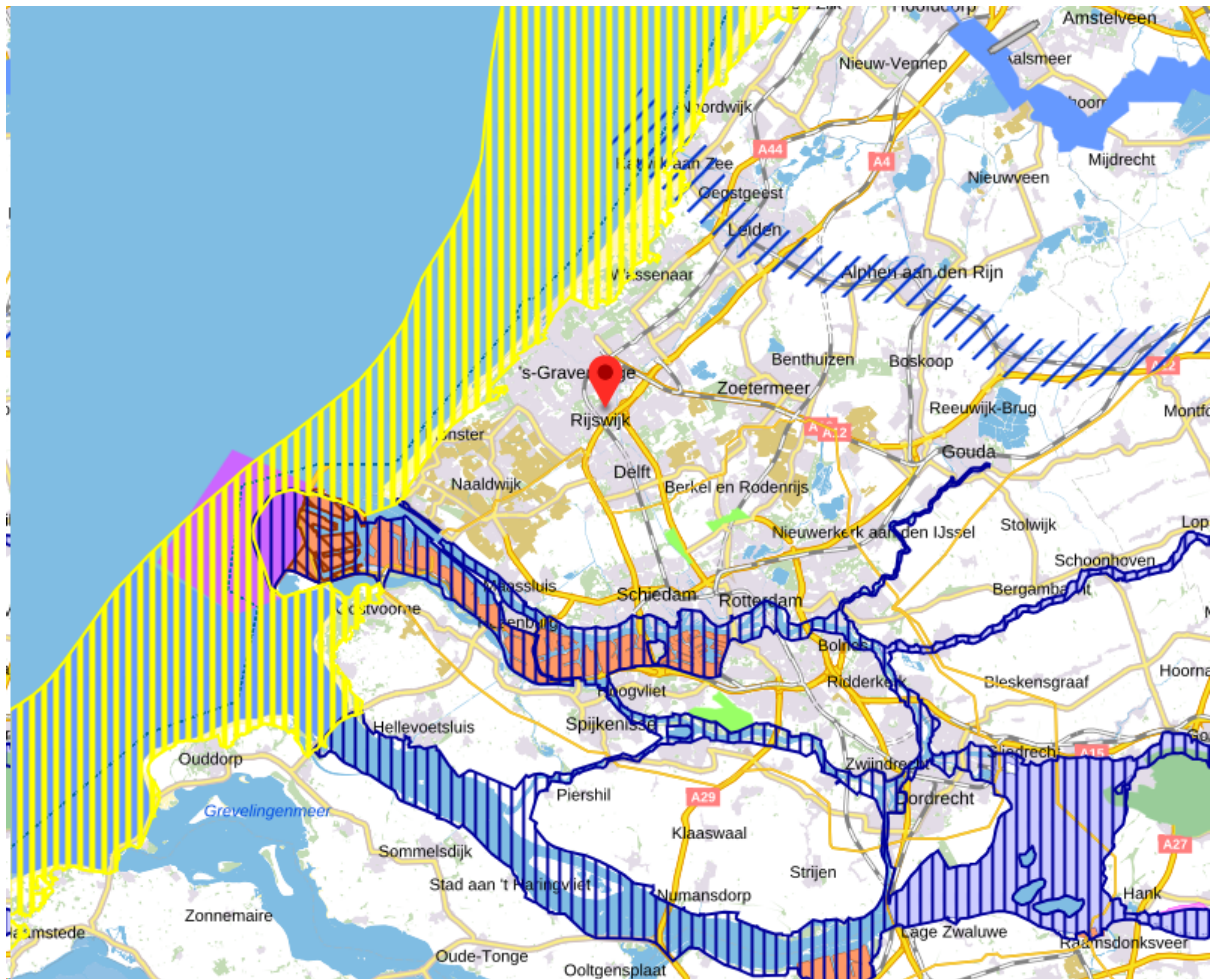 Amstelveen
Aalsmeer
Nieuw-Vennep
Noordwijk
A44
A4
Mijdrecht
Nieuwveen
Oegstgeest
Leiden
Alphen aan den Rijn
Wassenaar
Benthuizen
Boskoop
Zoetermeer
Reeuwijk-Brug
Rijswijk
A12
Gouda
Delft
Naaldwijk
Berkel en Rodenrijs
Nieuwerkerk aan den IJssel
Stolwijk
Schoonhoven
Bergambacht
Maassluis
Schiedam
Rotterdam
Oostvoorne
Rozenburg
Bolnes
Ridderkerk
Bleskensgraaf
Hoogvliet
Spijkenisse
Hellevoetsluis
Ouddorp
Zwijndrecht
Sliedrecht
A15
Piershil
A29
Dordrecht
Grevelingenmeer
Klaaswaal
A27
Sommelsdijk
Strijen
Stad aan 't Haringvliet
Numansdorp
Hank
Zonnemaire
Lage Zwaluwe
Raamsdonksveer
Oude-Tonge
Ooltgensplaat